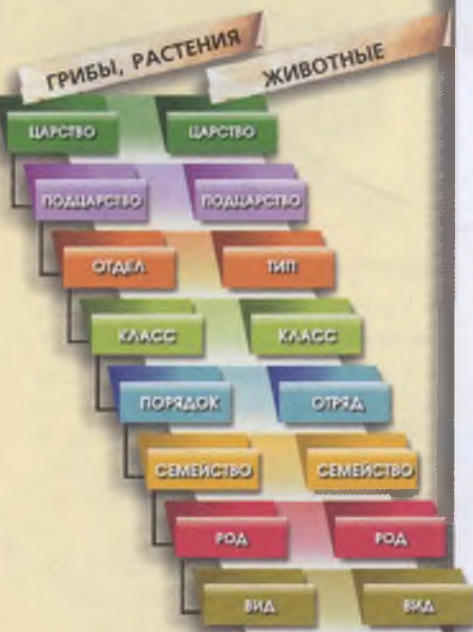 ГРИБЫ, РАСТЕНИЯ ЖИВОТНЫЕ
ЦАРСТВО ЦАРСТВО
ПОДЦАРСТВО ПОДЦАРСТВО
ОТДЕЛ ТИП
КЛАСС КЛАСС
ПОРЯДОК ОТРЯД
СЕМЕЙСТВО СЕМЕЙСТВО
РОД РОД
ВИД ВИД